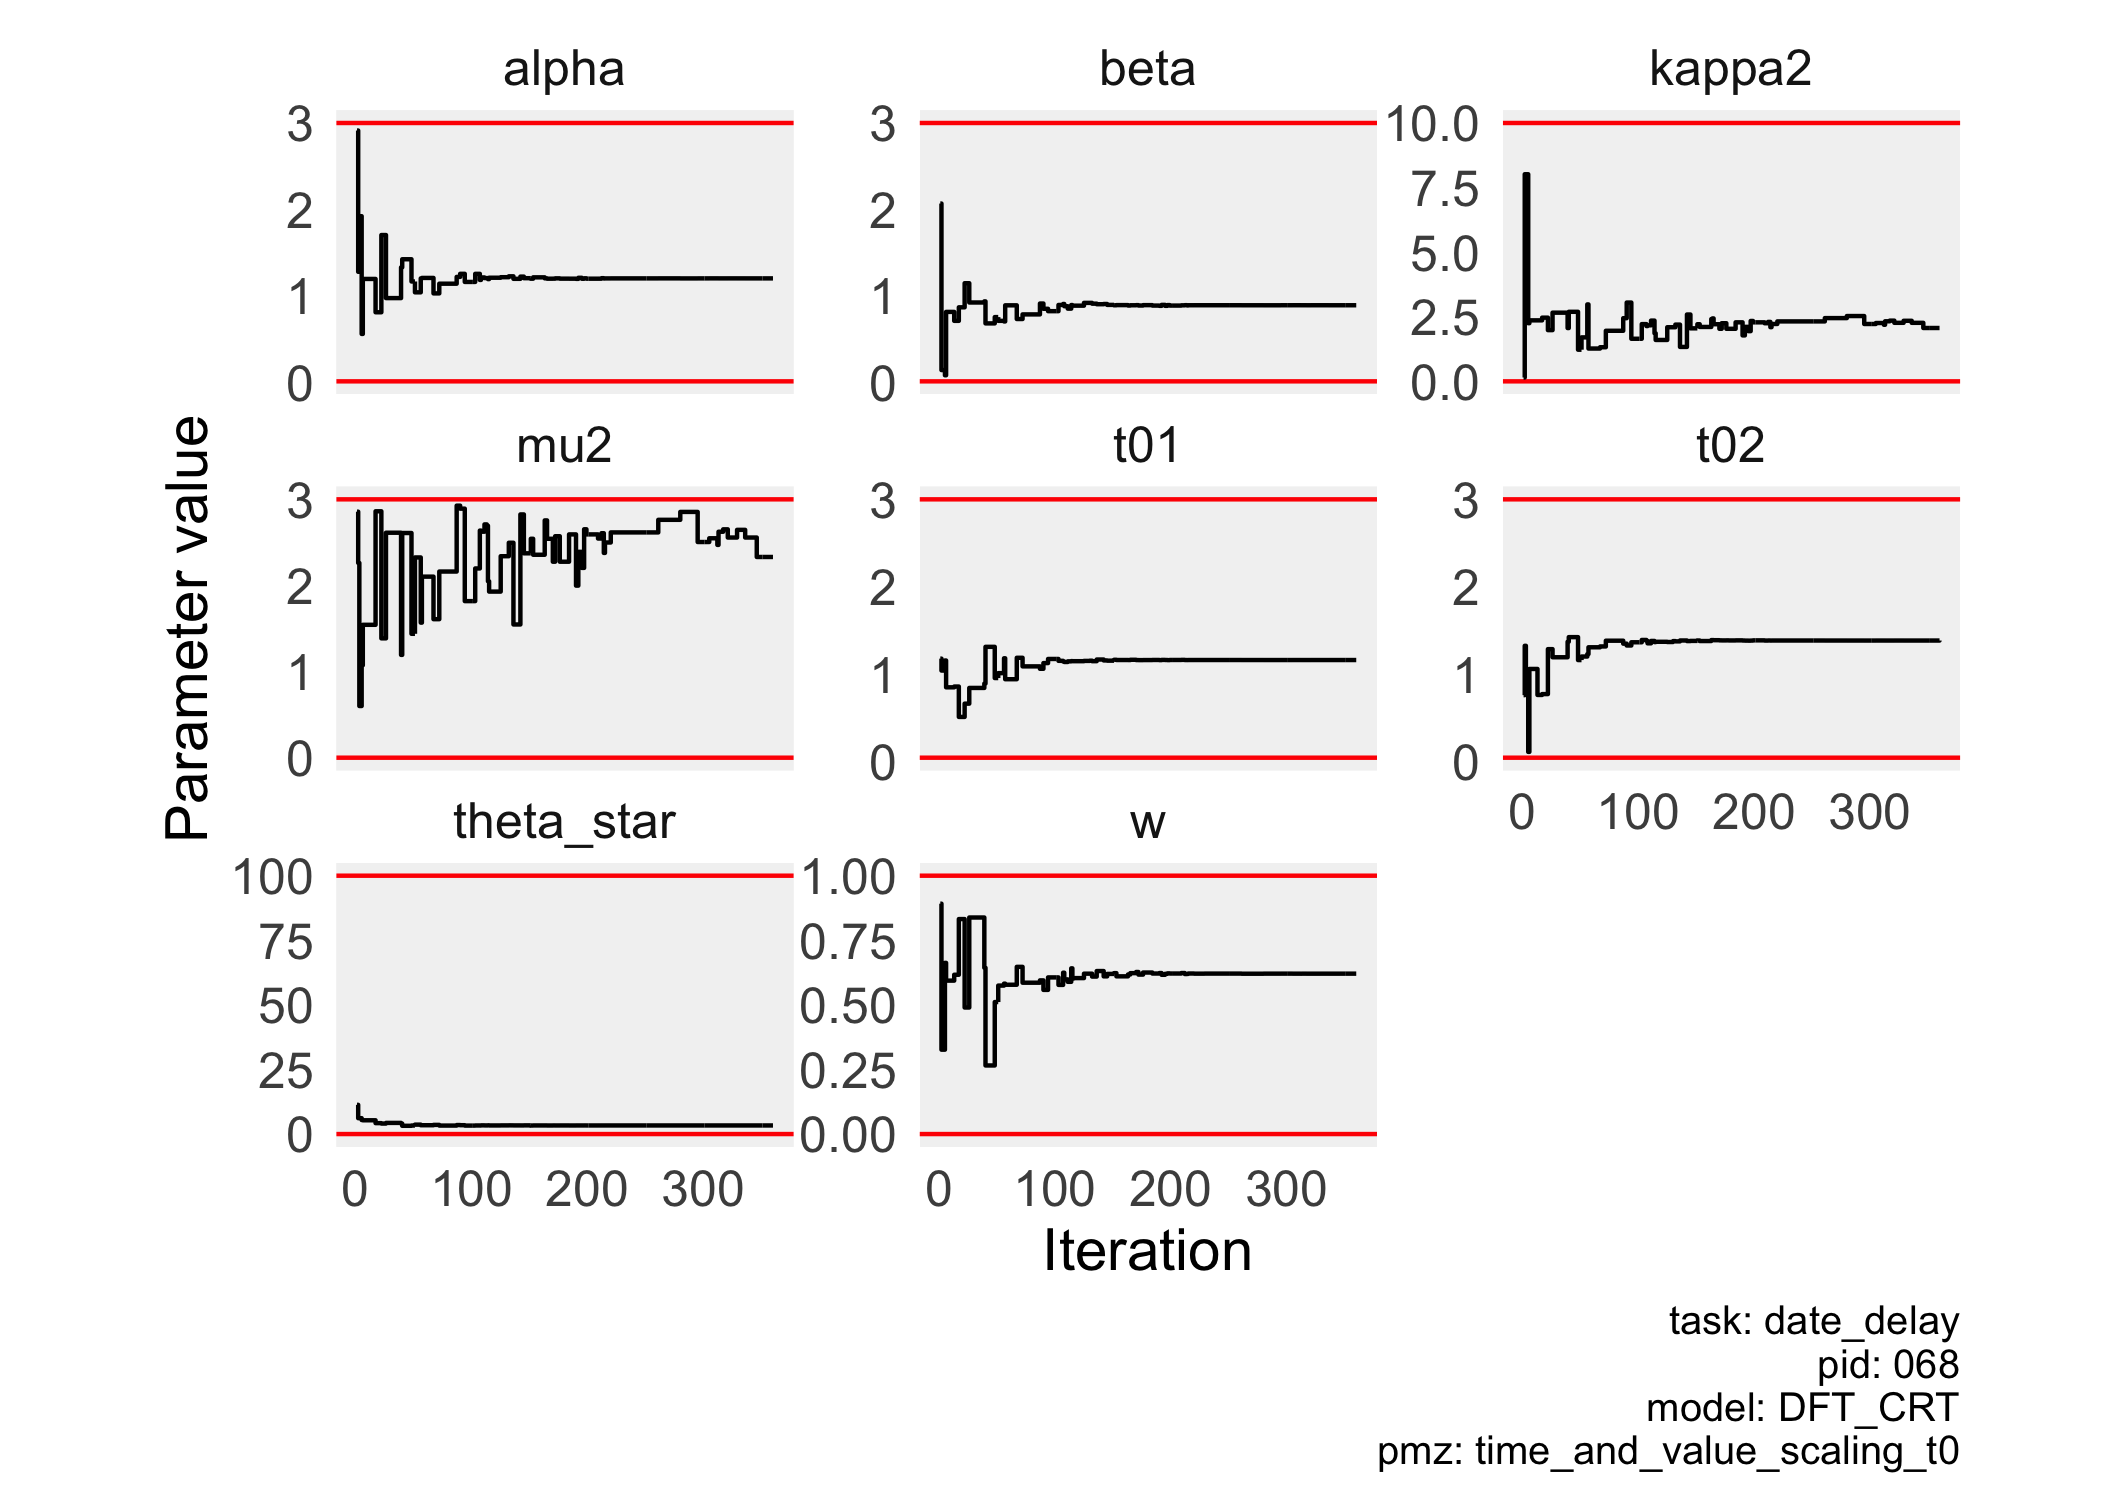 alpha
beta
kappa2
3
2
1
0
3
2
1
0
10.0
7.5
5.0
2.5
0.0
mu2
t01
t02
3
2
1
0
3
2
1
0
3
2
1
0
0 100 200 300
theta_star
w
100
75
50
25
0
1.00
0.75
0.50
0.25
0.00
0 100 200 300
0 100 200 300
Parameter value
Iteration
task: date_delay
pid: 068
model: DFT_CRT
pmz: time_and_value_scaling_t0